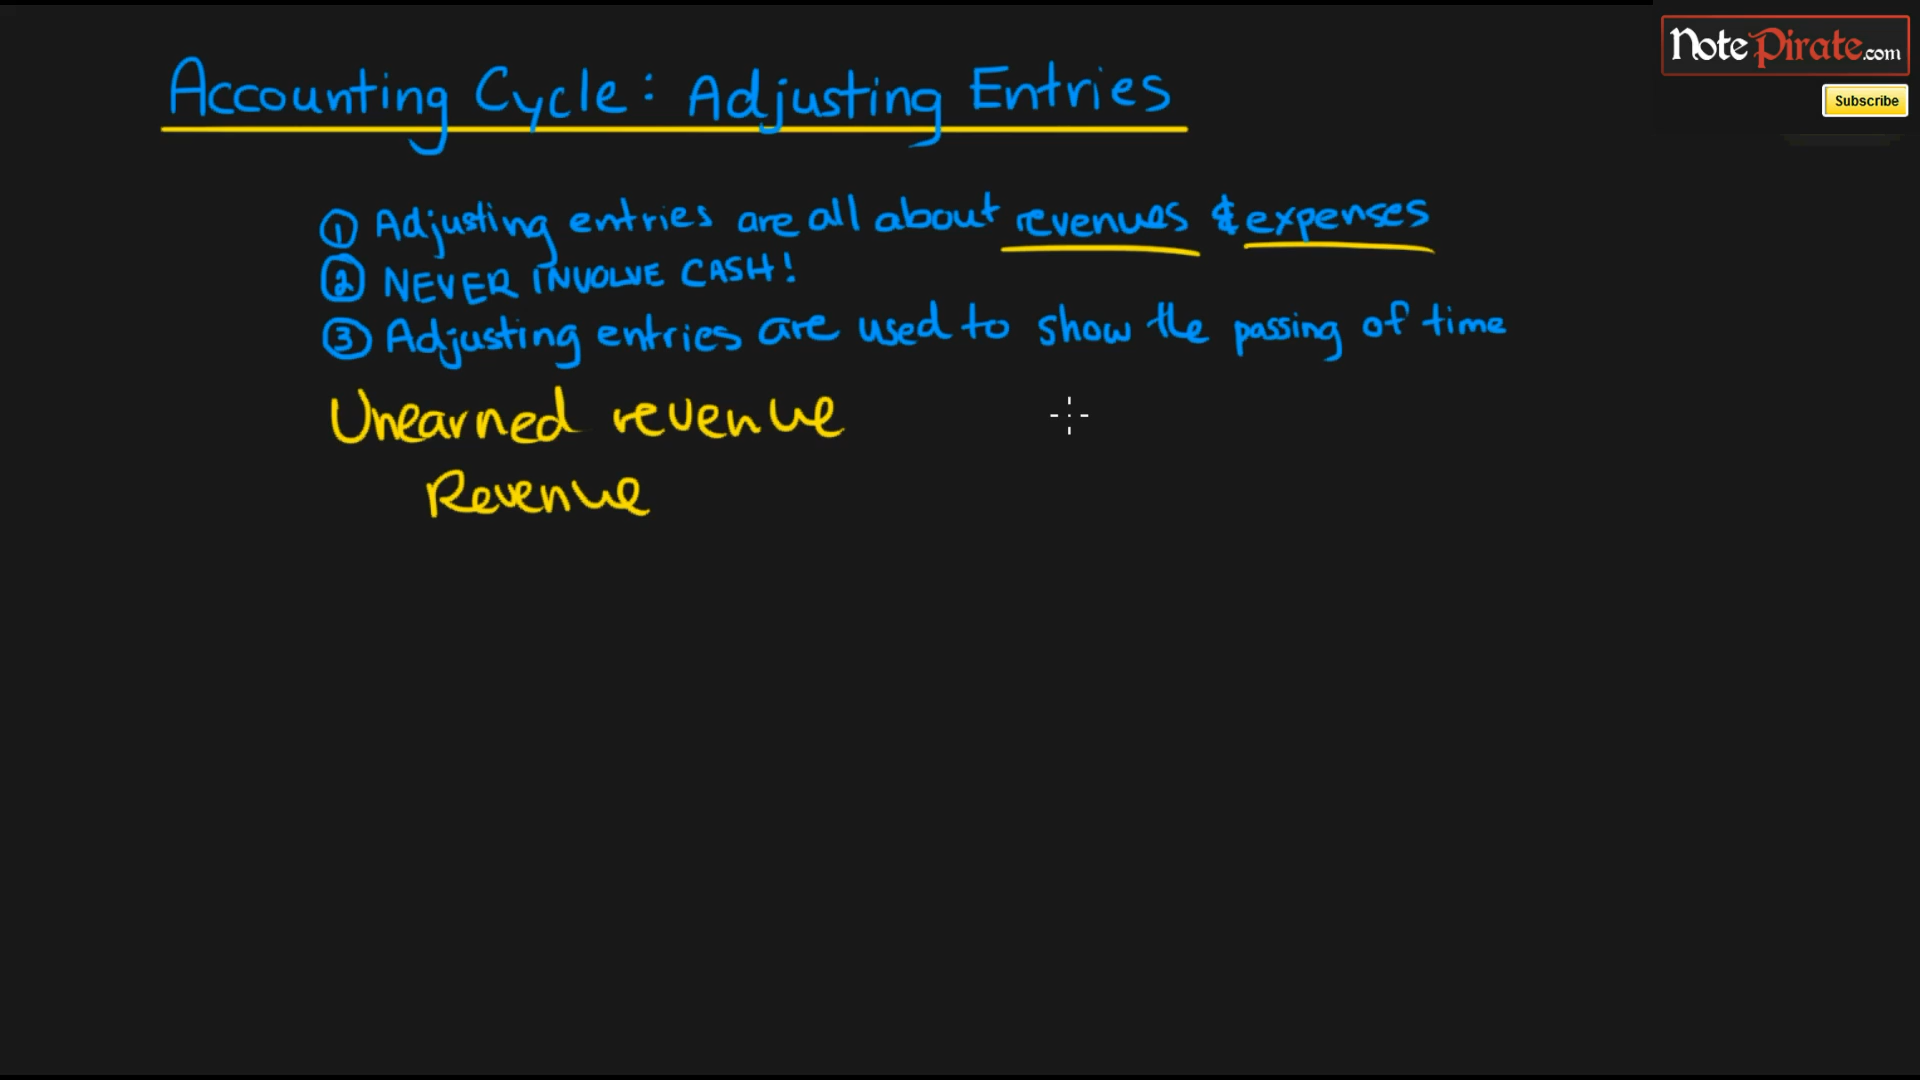 NotePirate.com
Subscribe
Accounting Cycle: Adjusting Entries
① Adjusting entries are all about revenues & expenses
② NEVER INVOLVE CASH!
③ Adjusting entries are used to show the passing of time
Unearned revenue
Revenue